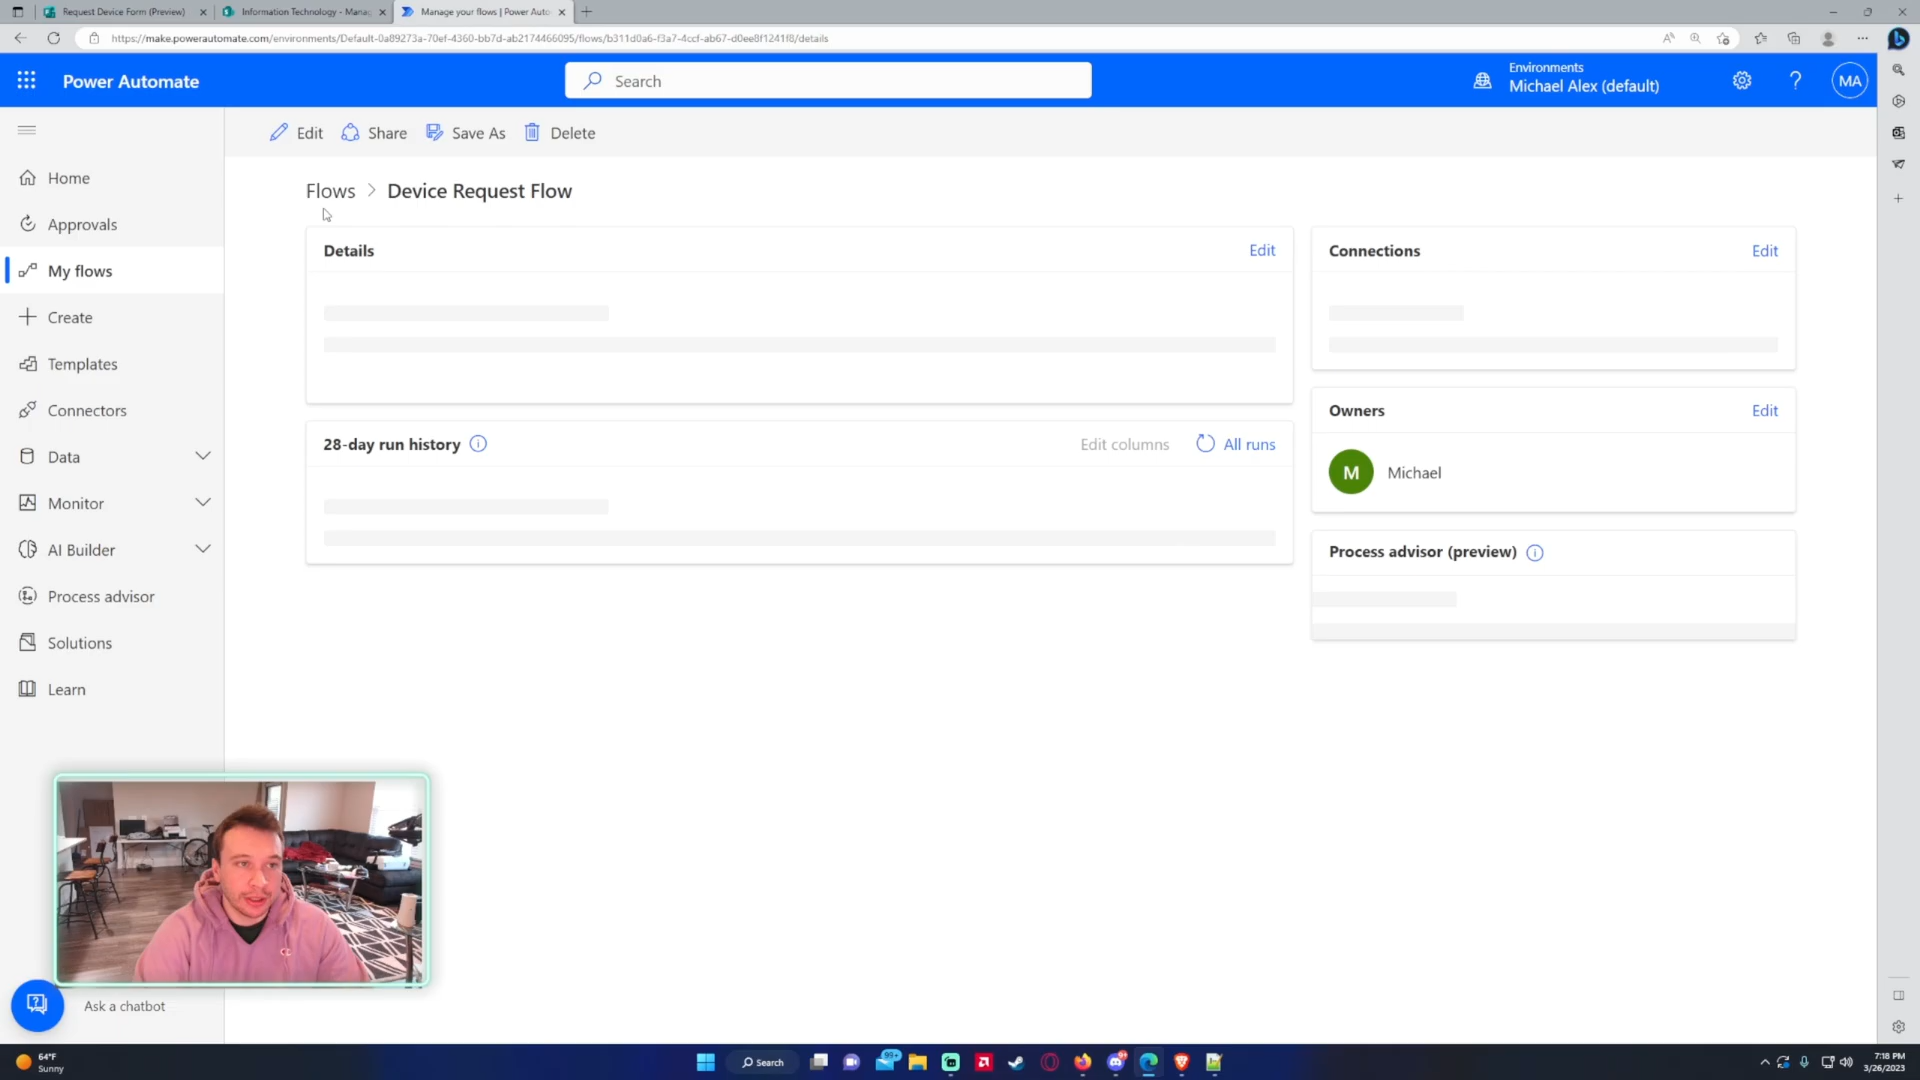 Request Device Form (Preview)
Information Technology - Manag
Manage your flows | Power Auto
https://make.powerautomate.com/environments/Default-0a89273a-70ef-4360-bb7d-ab2174466095/flows/b311d0a6-f3a7-4ccf-ab67-d0ee8f1241f8/details
Power Automate
Search
Environments
Michael Alex (default)
MA
Edit
Share
Save As
Delete
Home
Approvals
My flows
Create
Templates
Connectors
Data
Monitor
AI Builder
Process advisor
Solutions
Learn
Flows > Device Request Flow
Details
Edit
28-day run history
Edit columns
All runs
Connections
Edit
Owners
Edit
M
Michael
Process advisor (preview)
Ask a chatbot
64°F
Sunny
Search
99+
7:18 PM
3/26/2023